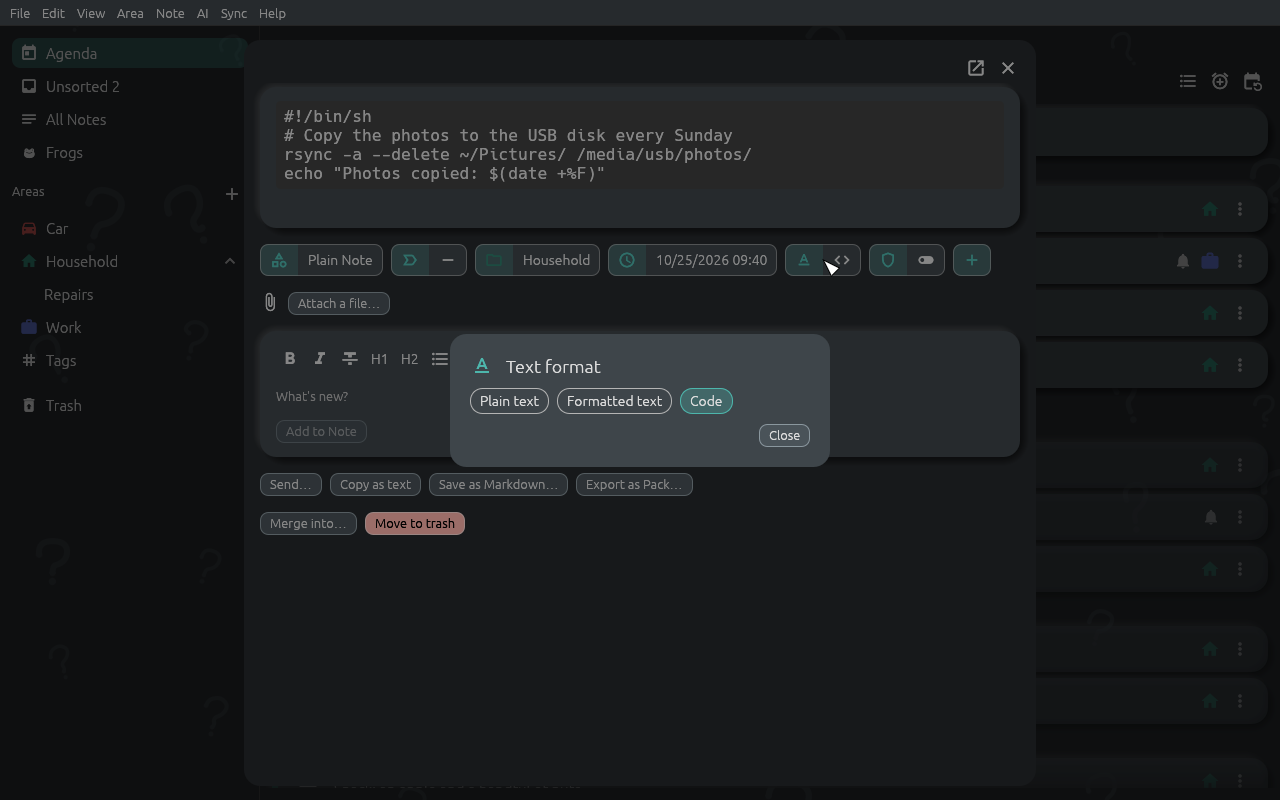 File Edit View Area Note AI Sync Help
Agenda
Unsorted 2
All Notes
Frogs
Areas
Car
Household
Repairs
Work
Tags
Trash
#!/bin/sh
# Copy the photos to the USB disk every Sunday
rsync -a --delete ~/Pictures/ /media/usb/photos/
echo "Photos copied: $(date +%F)"
Plain Note
Household
10/25/2026 09:40
Attach a file…
B I H1 H2
What's new?
Add to Note
Text format
Plain text Formatted text Code
Close
Send… Copy as text Save as Markdown… Export as Pack…
Merge into… Move to trash